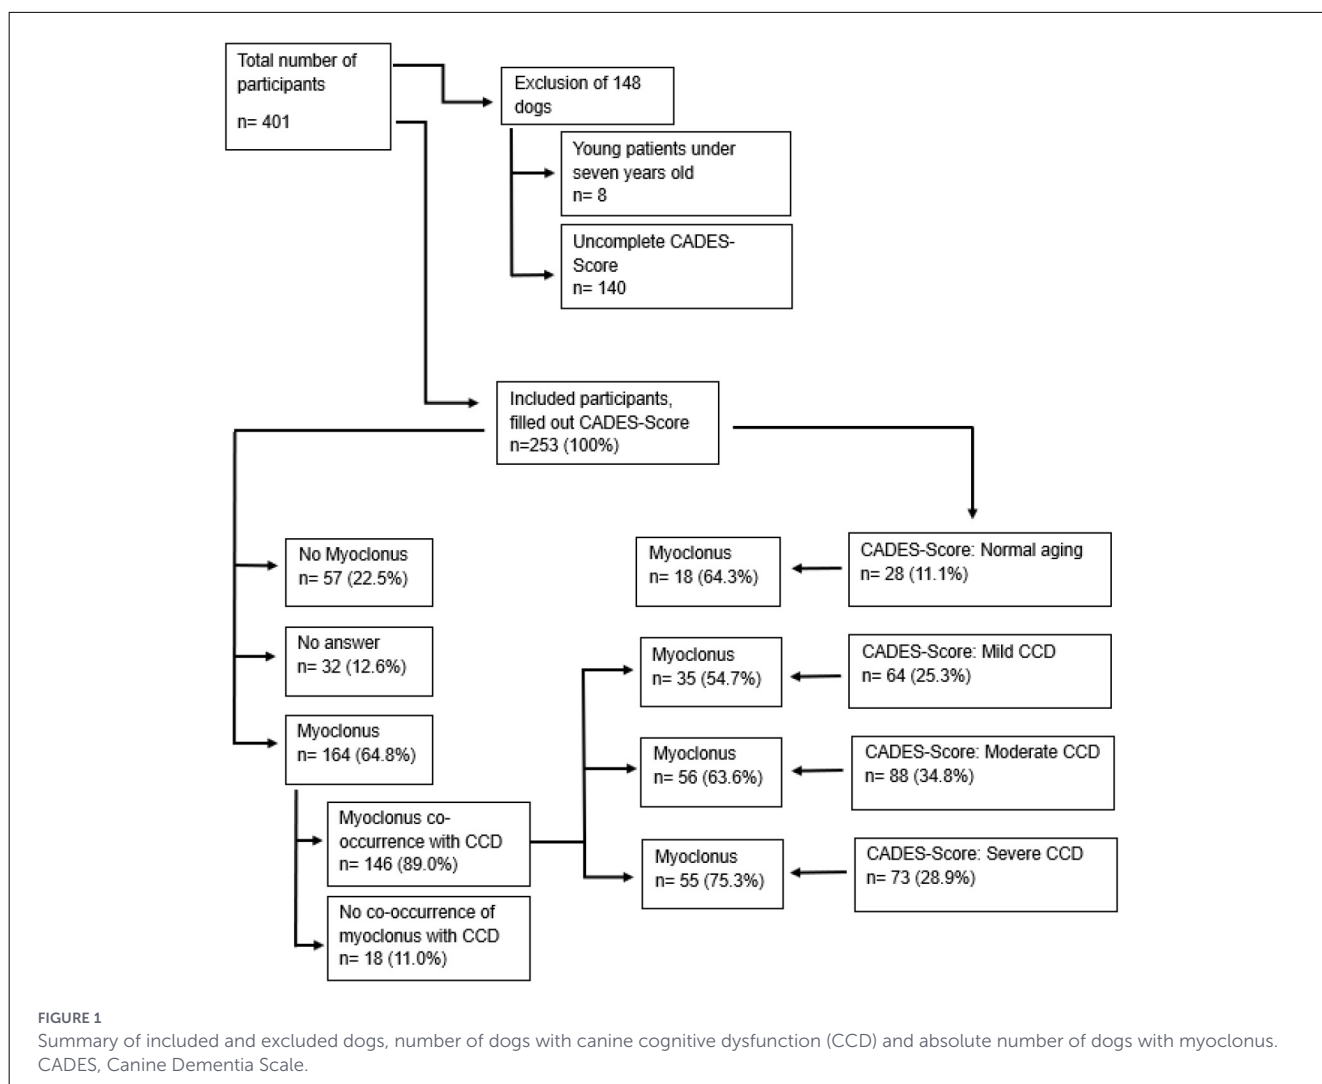 Total number of
participants
n= 401
Exclusion of 148
dogs
Young patients under
seven years old
n= 8
Uncomplete CADES-
Score
n= 140
Included participants,
filled out CADES-Score
n=253 (100%)
No Myoclonus
n= 57 (22.5%)
No answer
n= 32 (12.6%)
Myoclonus
n= 164 (64.8%)
Myoclonus co-
occurrence with CCD
n= 146 (89.0%)
No co-occurrence of
myoclonus with CCD
n= 18 (11.0%)
Myoclonus
n= 18 (64.3%)
CADES-Score: Normal aging
n= 28 (11.1%)
Myoclonus
n= 35 (54.7%)
CADES-Score: Mild CCD
n= 64 (25.3%)
Myoclonus
n= 56 (63.6%)
CADES-Score: Moderate CCD
n= 88 (34.8%)
Myoclonus
n= 55 (75.3%)
CADES-Score: Severe CCD
n= 73 (28.9%)
FIGURE 1
Summary of included and excluded dogs, number of dogs with canine cognitive dysfunction (CCD) and absolute number of dogs with myoclonus.
CADES, Canine Dementia Scale.